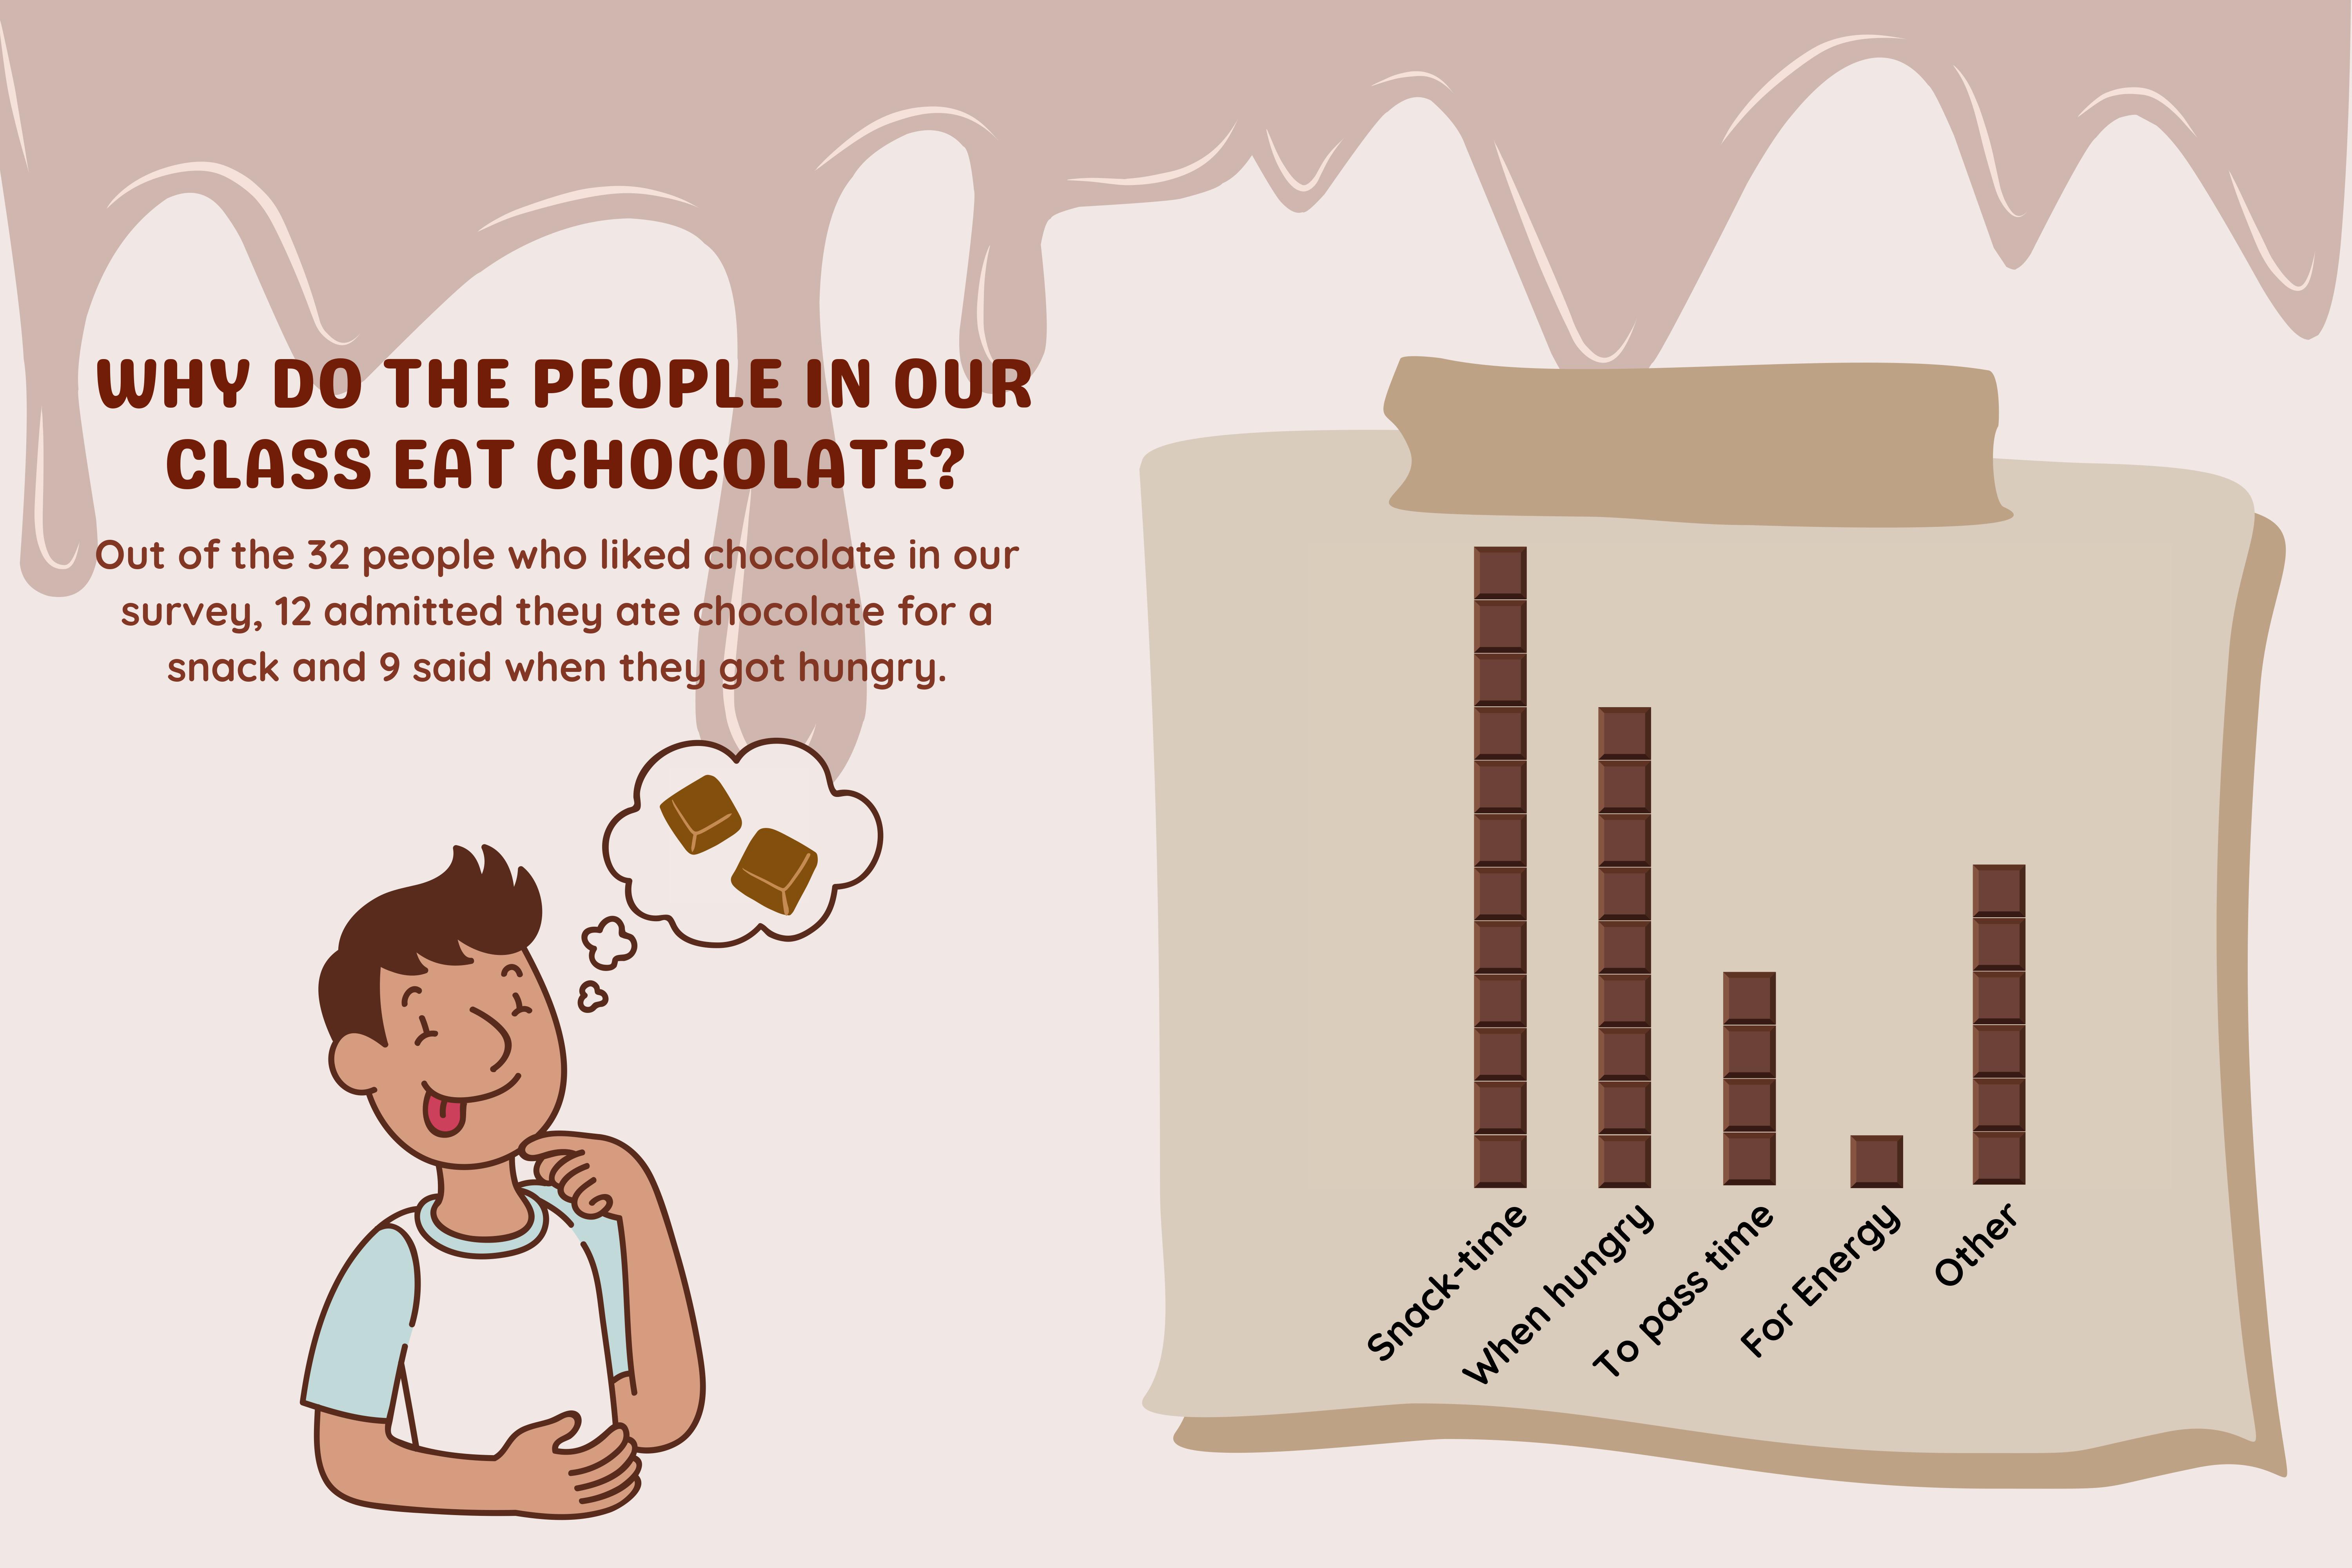 WHY DO THE PEOPLE IN OUR
CLASS EAT CHOCOLATE?
Out of the 32 people who liked chocolate in our
survey, 12 admitted they ate chocolate for a
snack and 9 said when they got hungry.
Snack-time
When hungry
To pass time
For Energy
Other